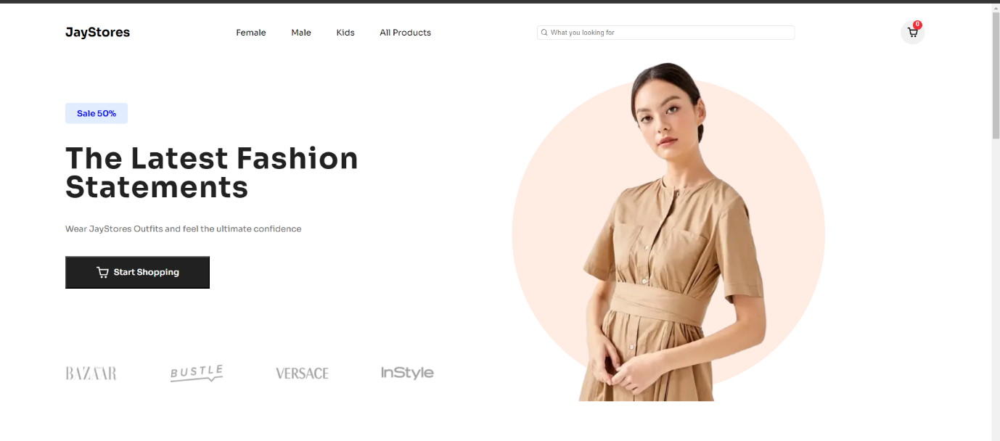 JayStores
Female Male Kids All Products
What you looking for
0
Sale 50%
The Latest Fashion
Statements
Wear JayStores Outfits and feel the ultimate confidence
Start Shopping
BAZAAR
BUSTLE
VERSACE
InStyle